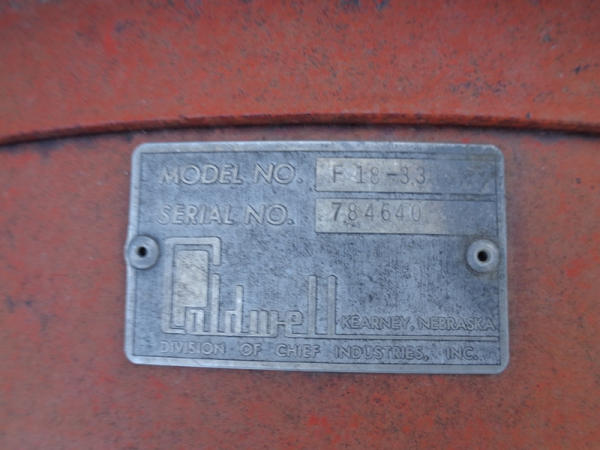 MODEL NO. F 18-33
SERIAL NO. 784640
Caldwell
KEARNEY, NEBRASKA
DIVISION OF CHIEF INDUSTRIES, INC.